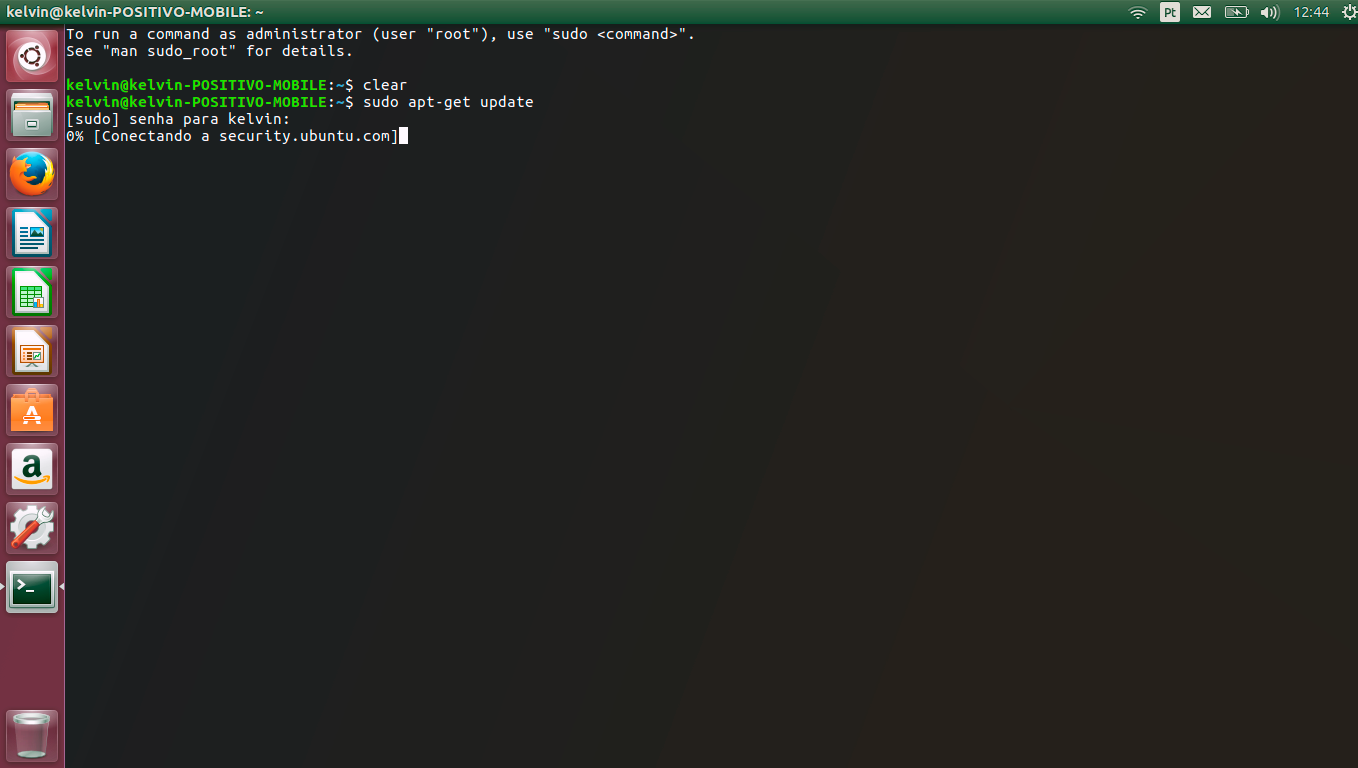 kelvin@kelvin-POSITIVO-MOBILE: ~
Pt
12:44
To run a command as administrator (user "root"), use "sudo <command>".
See "man sudo_root" for details.
kelvin@kelvin-POSITIVO-MOBILE:~$ clear
kelvin@kelvin-POSITIVO-MOBILE:~$ sudo apt-get update
[sudo] senha para kelvin:
0% [Conectando a security.ubuntu.com]